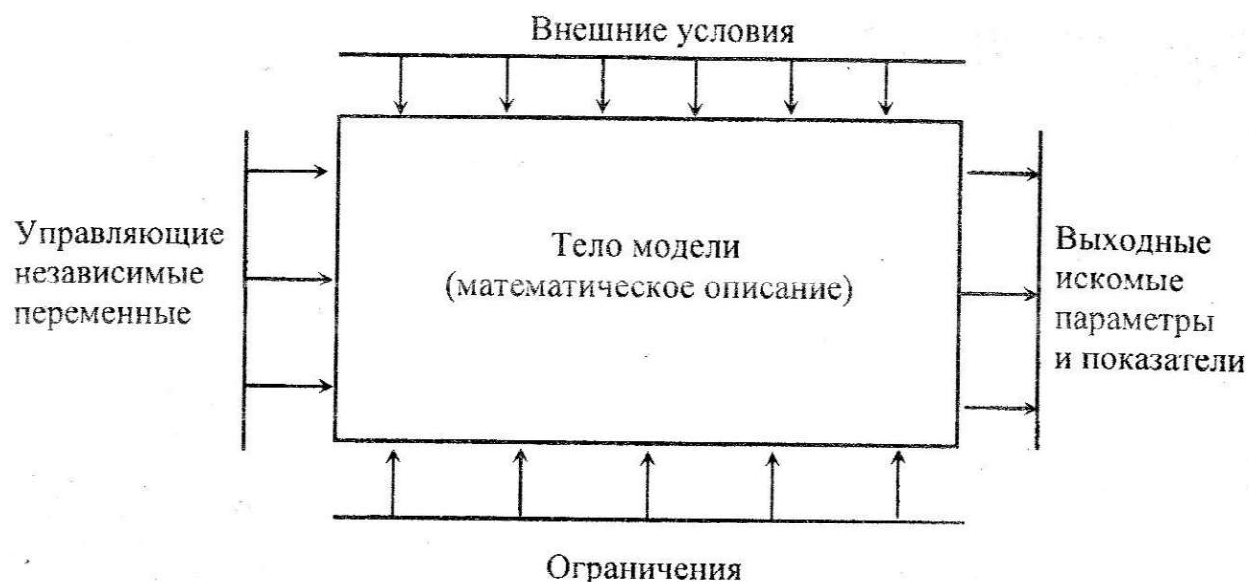 Внешние условия
Управляющие
независимые
переменные
Тело модели
(математическое описание)
Выходные
искомые
параметры
и показатели
Ограничения